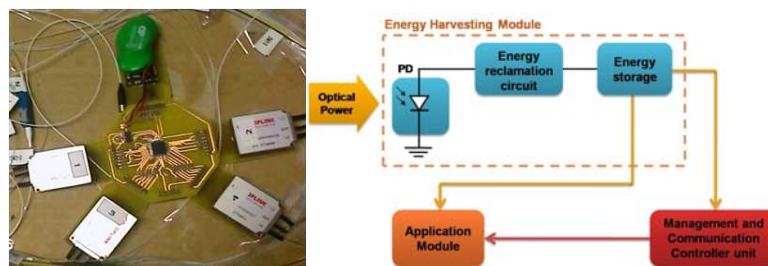 Energy Harvesting Module
Optical
Power
PD
Energy
reclamation
circuit
Energy
storage
Application
Module
Management and
Communication
Controller unit